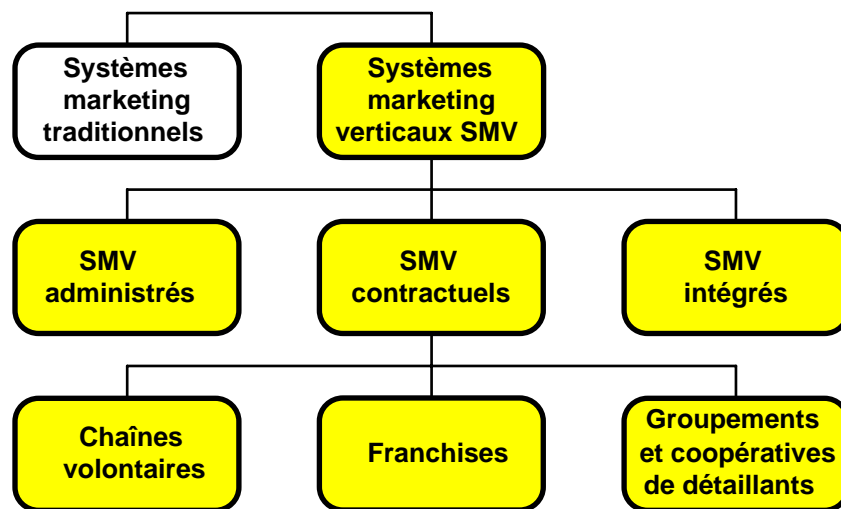 Systèmes
marketing
traditionnels
Systèmes
marketing
verticaux SMV
SMV
administrés
SMV
contractuels
SMV
intégrés
Chaînes
volontaires
Franchises
Groupements
et coopératives
de détaillants